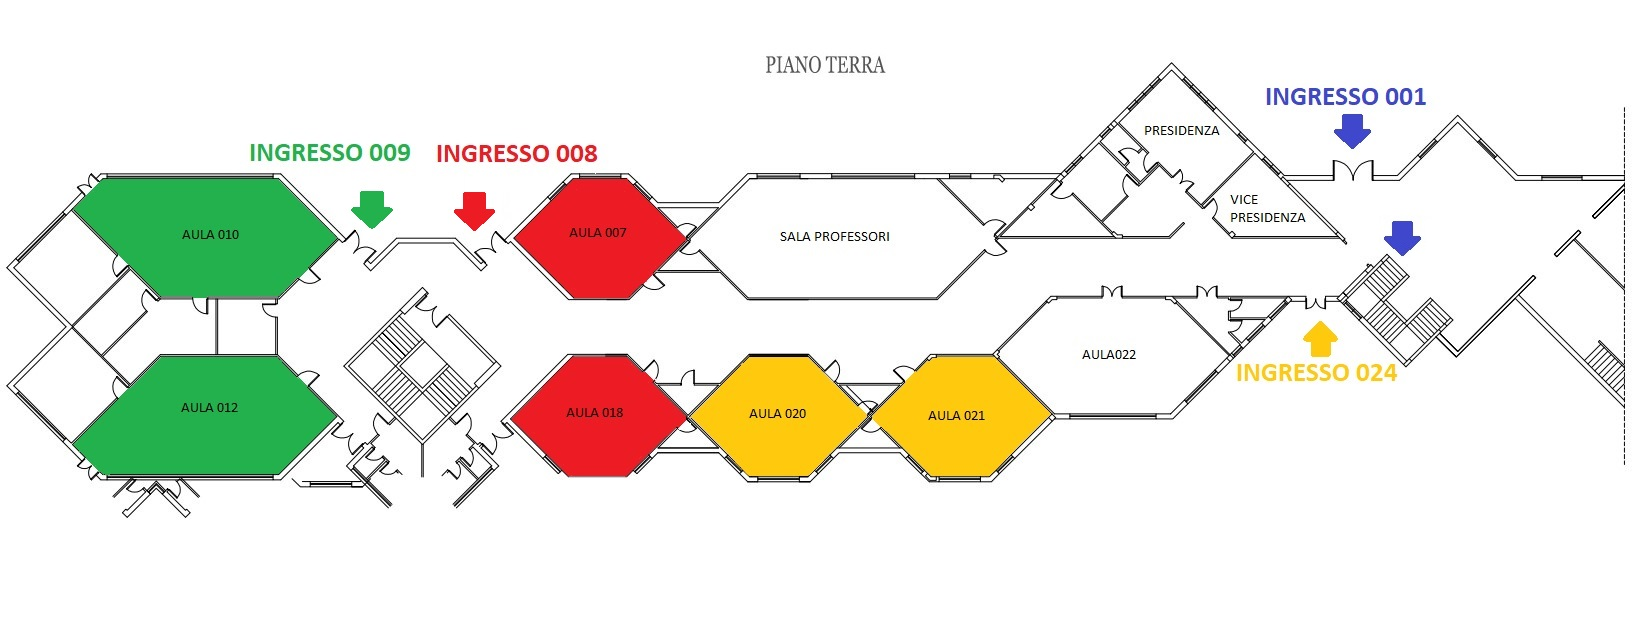 PIANO TERRA
INGRESSO 001
PRESIDENZA
INGRESSO 009
INGRESSO 008
VICE
PRESIDENZA
AULA 010
AULA 007
SALA PROFESSORI
AULA022
INGRESSO 024
AULA 012
AULA 018
AULA 020
AULA 021